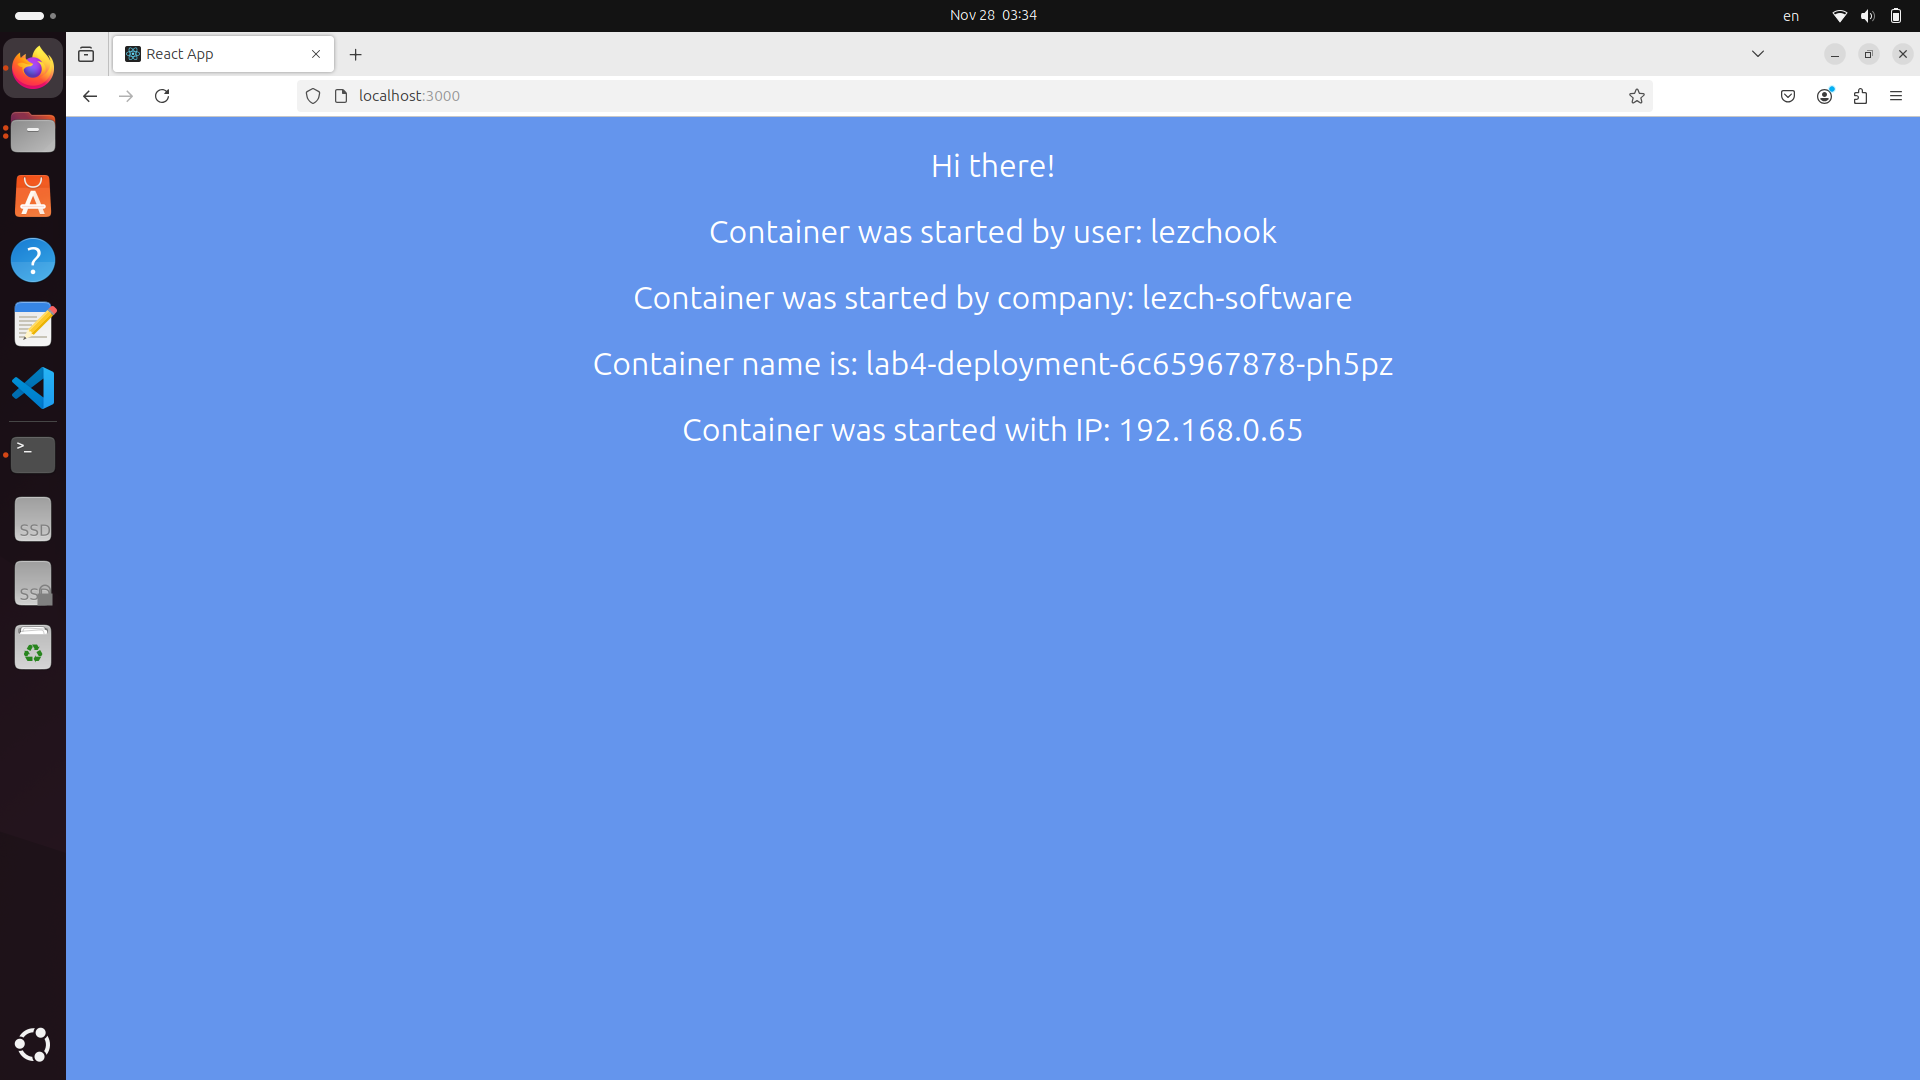 Nov 28 03:34
en
React App
localhost:3000
Hi there!
Container was started by user: lezchook
Container was started by company: lezch-software
Container name is: lab4-deployment-6c65967878-ph5pz
Container was started with IP: 192.168.0.65
A
?
>_
SSD
SSD